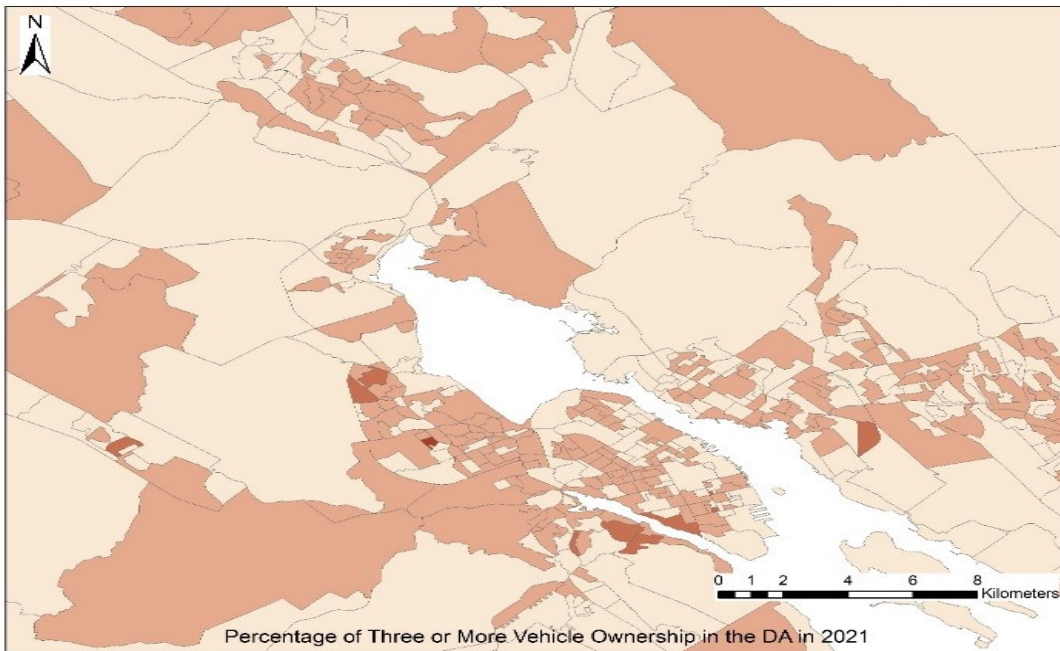 N
0 1 2 4 6 8
Kilometers
Percentage of Three or More Vehicle Ownership in the DA in 2021